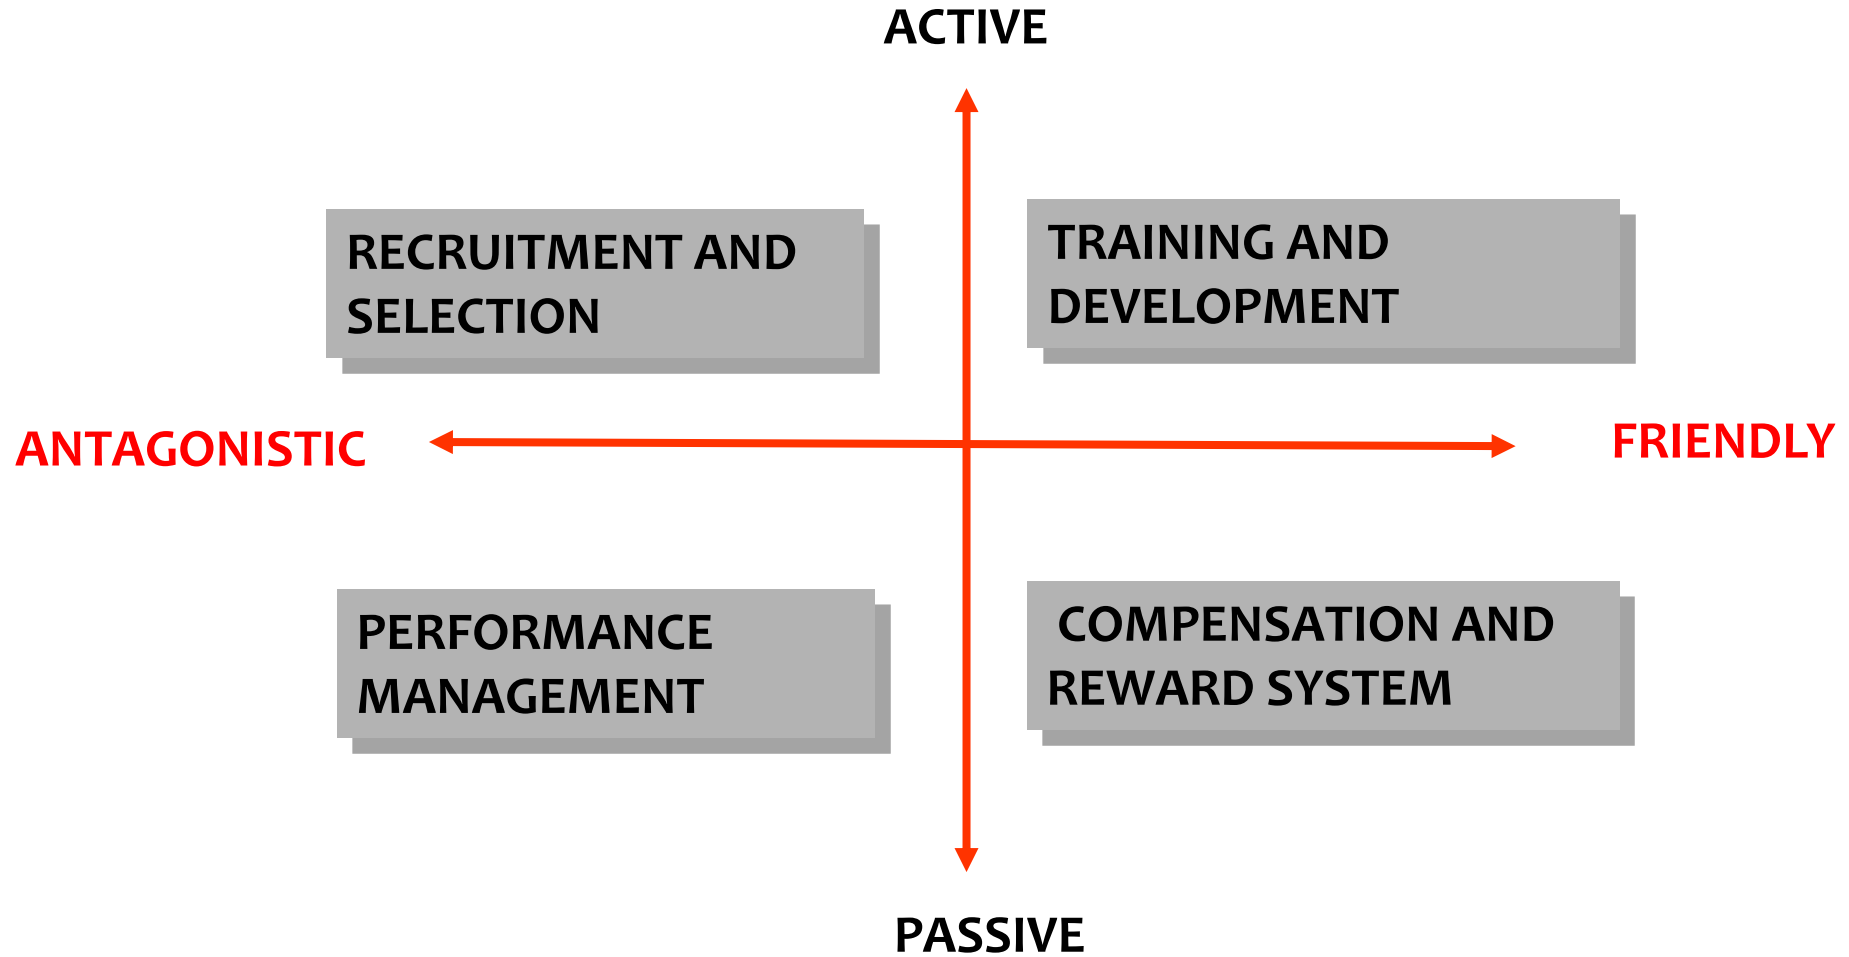 ACTIVE
RECRUITMENT AND
SELECTION
TRAINING AND
DEVELOPMENT
ANTAGONISTIC
FRIENDLY
PERFORMANCE
MANAGEMENT
COMPENSATION AND
REWARD SYSTEM
PASSIVE